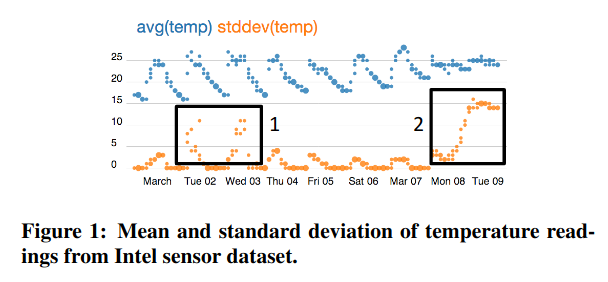 avg(temp) stddev(temp)
25
20
15
10
5
0
1
2
March Tue 02 Wed 03 Thu 04 Fri 05 Sat 06 Mar 07 Mon 08 Tue 09
Figure 1: Mean and standard deviation of temperature read-
ings from Intel sensor dataset.